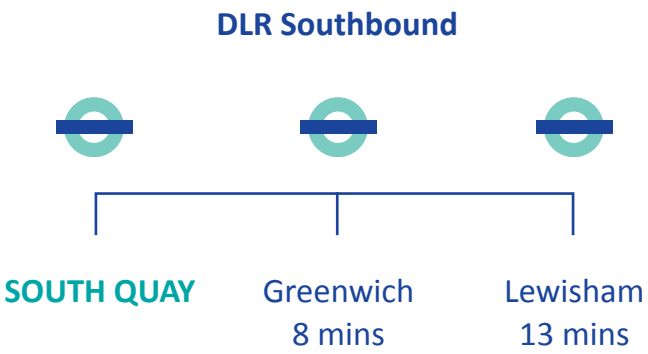 DLR Southbound
SOUTH QUAY
Greenwich
8 mins
Lewisham
13 mins